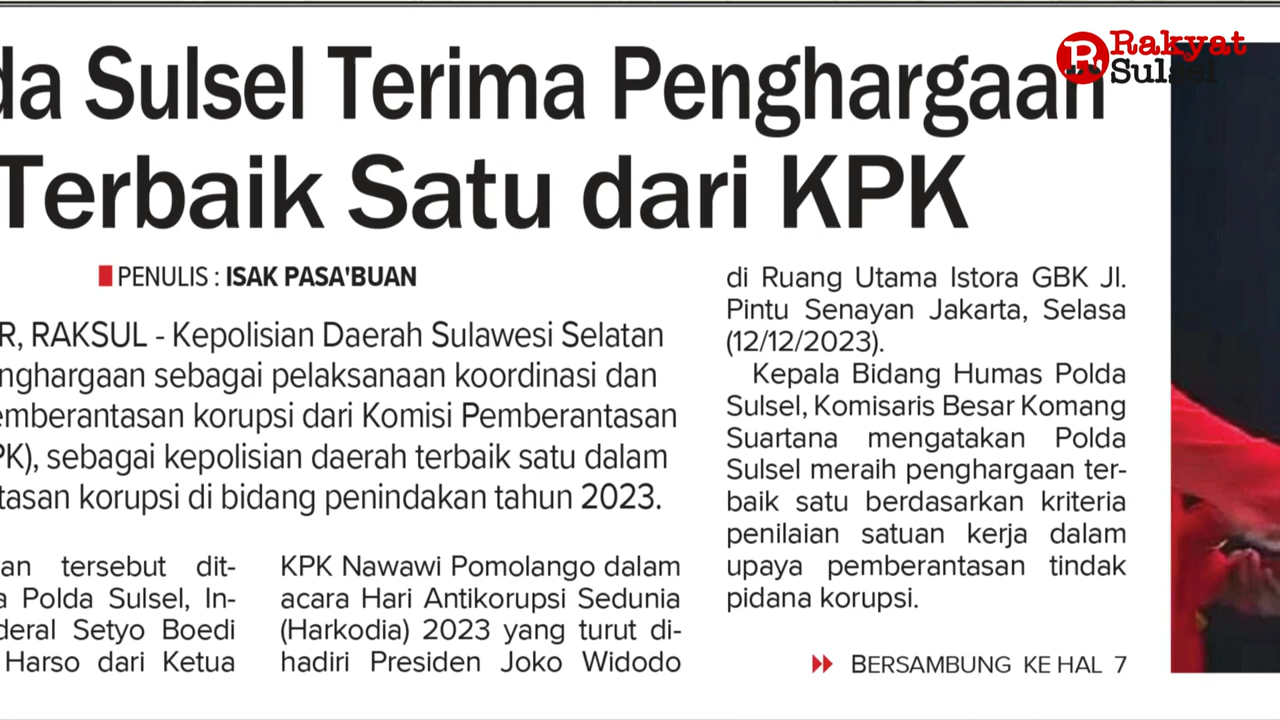 da Sulsel Terima Penghargaan
Terbaik Satu dari KPK
Rakyat
Sulsel
PENULIS : ISAK PASA'BUAN
R, RAKSUL - Kepolisian Daerah Sulawesi Selatan
nghargaan sebagai pelaksanaan koordinasi dan
emberantasan korupsi dari Komisi Pemberantasan
PK), sebagai kepolisian daerah terbaik satu dalam
tasan korupsi di bidang penindakan tahun 2023.
an tersebut dit-
a Polda Sulsel, In-
deral Setyo Boedi
Harso dari Ketua
KPK Nawawi Pomolango dalam
acara Hari Antikorupsi Sedunia
(Harkodia) 2023 yang turut di-
hadiri Presiden Joko Widodo
di Ruang Utama Istora GBK Jl.
Pintu Senayan Jakarta, Selasa
(12/12/2023).
Kepala Bidang Humas Polda
Sulsel, Komisaris Besar Komang
Suartana mengatakan Polda
Sulsel meraih penghargaan ter-
baik satu berdasarkan kriteria
penilaian satuan kerja dalam
upaya pemberantasan tindak
pidana korupsi.
BERSAMBUNG KE HAL 7